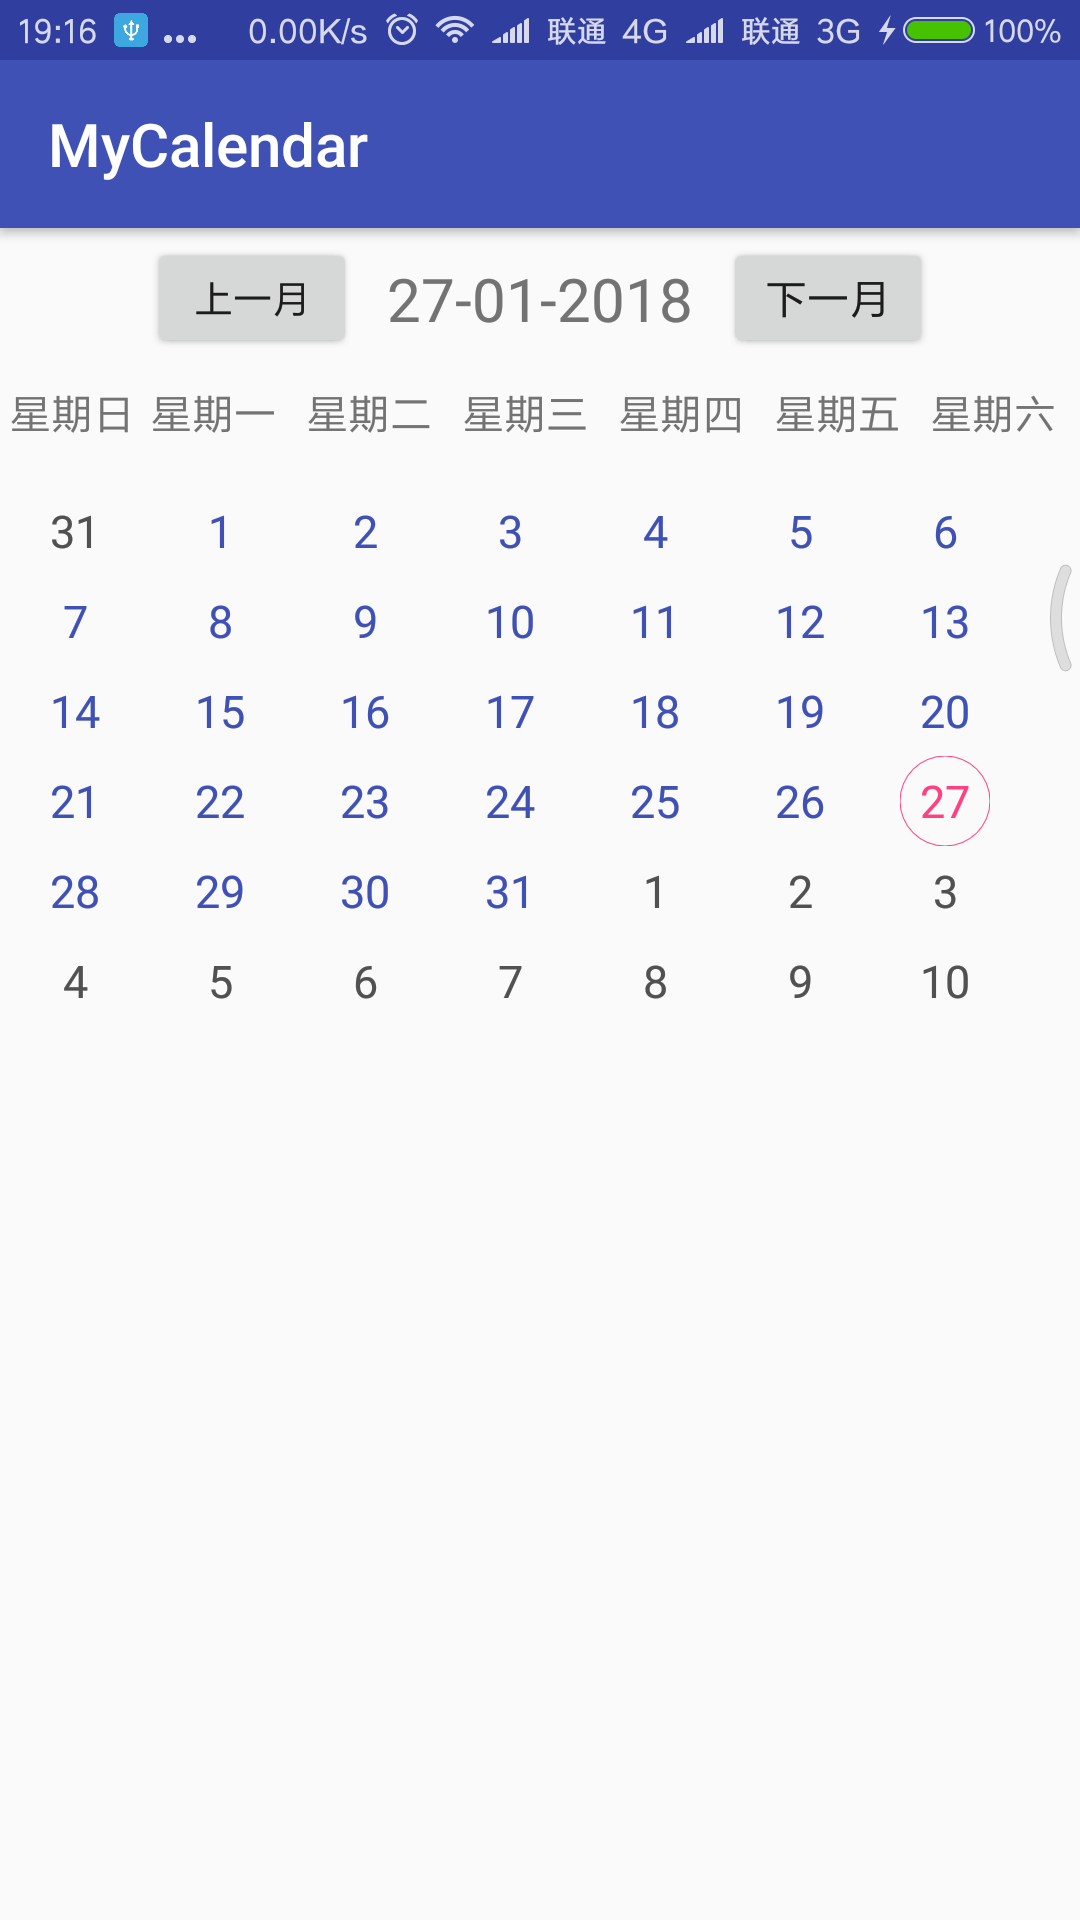 19:16 ... 0.00K/s 联通 4G 联通 3G 100%
MyCalendar
上一月 27-01-2018 下一月
星期日 星期一 星期二 星期三 星期四 星期五 星期六
31 1 2 3 4 5 6
7 8 9 10 11 12 13
14 15 16 17 18 19 20
21 22 23 24 25 26 27
28 29 30 31 1 2 3
4 5 6 7 8 9 10